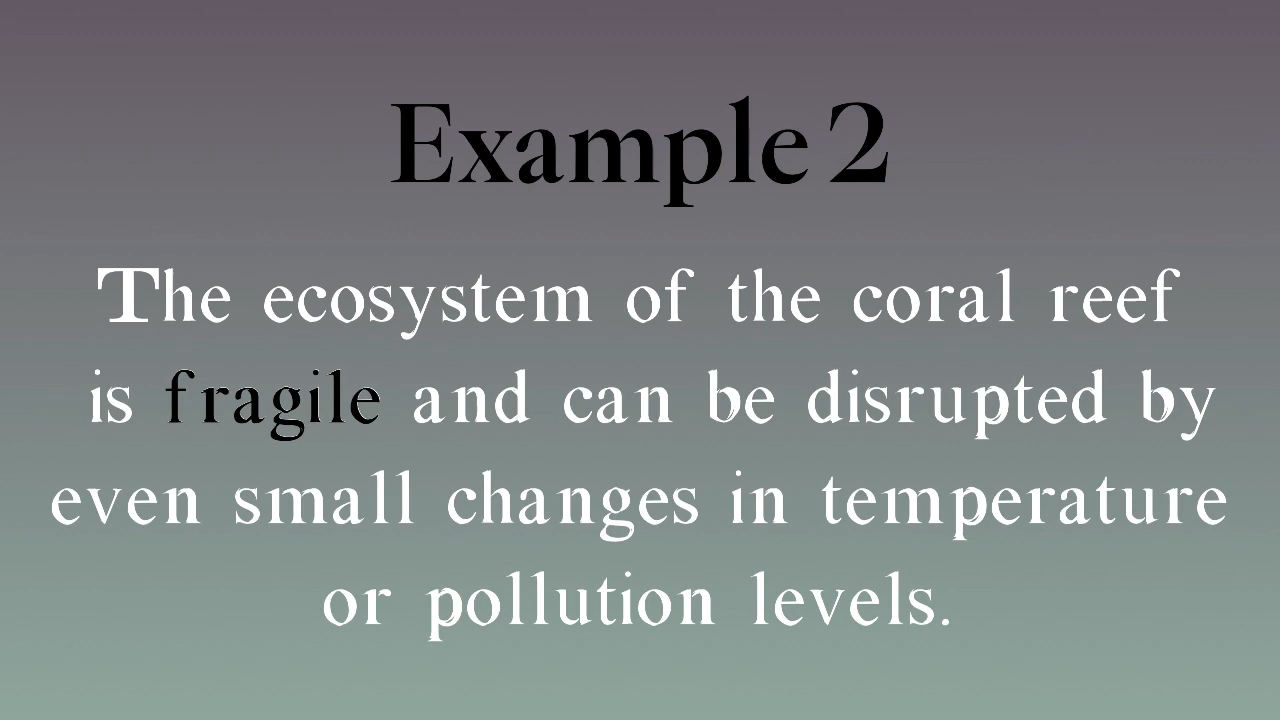 Example 2
The ecosystem of the coral reef
is fragile and can be disrupted by
even small changes in temperature
or pollution levels.